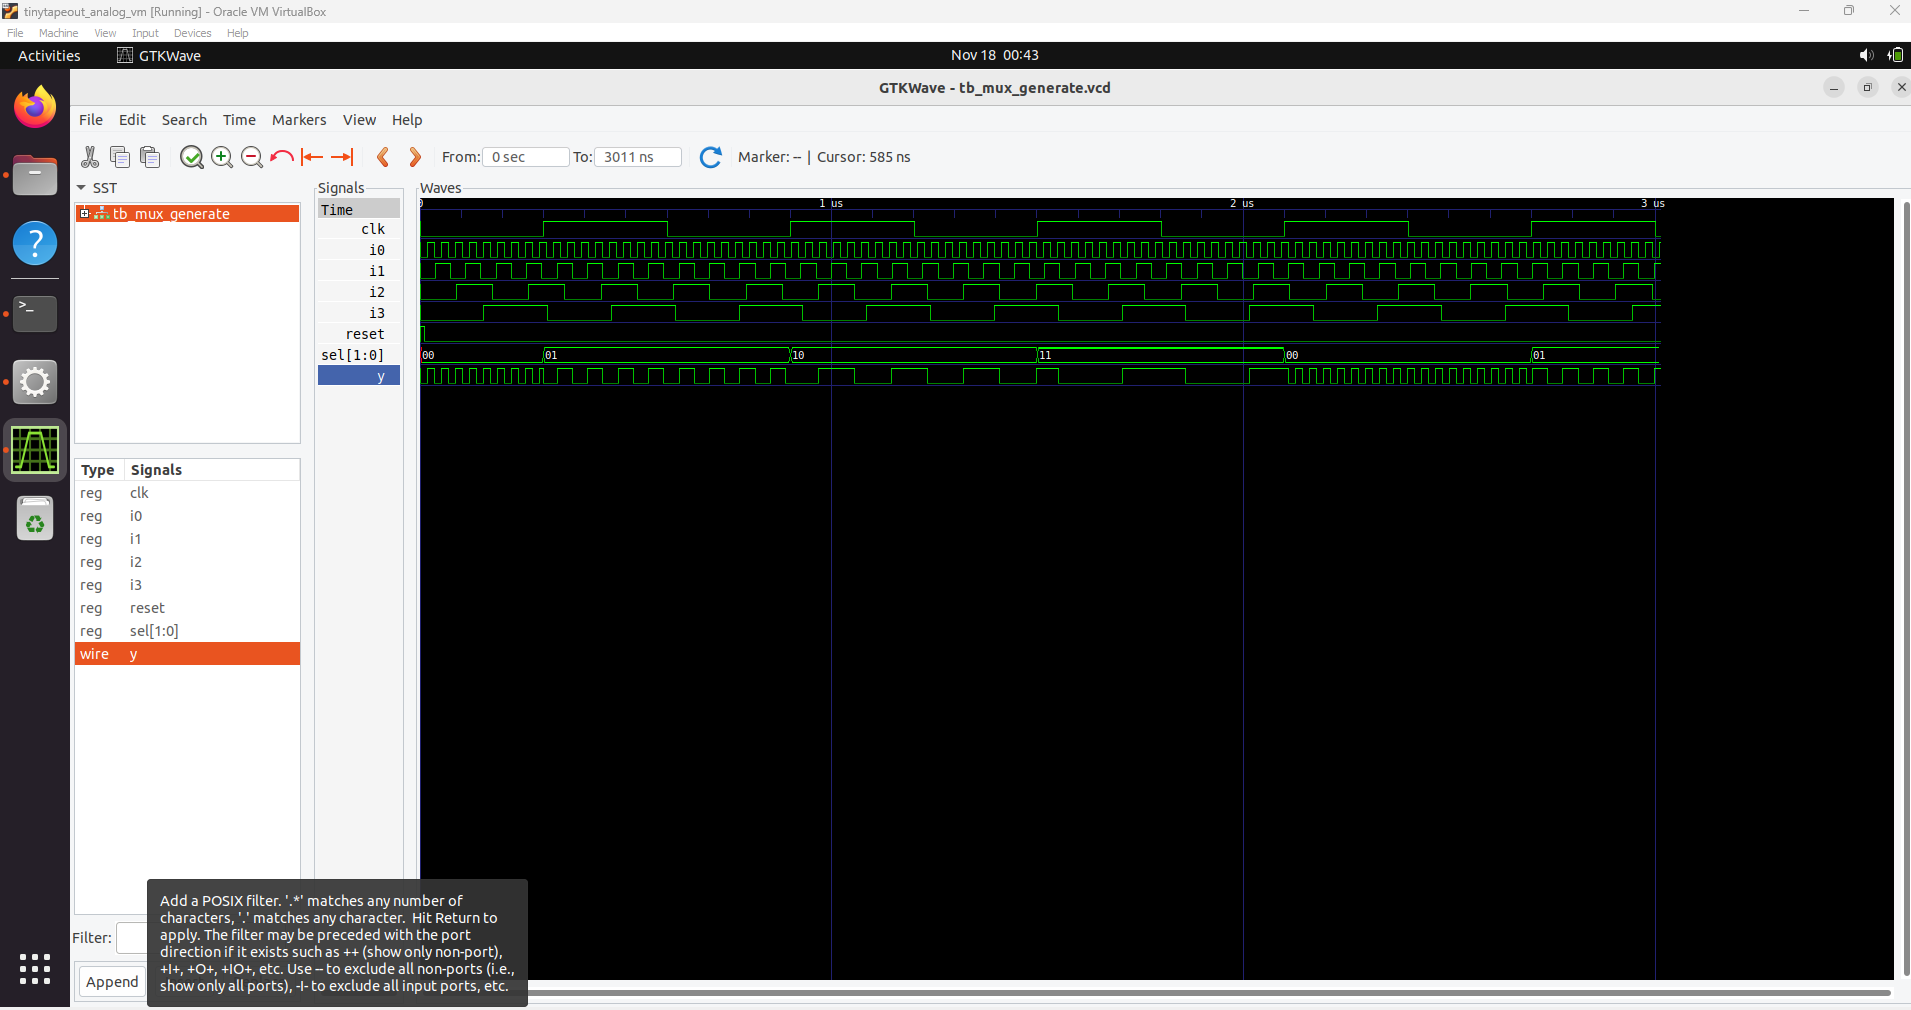 tinytapeout_analog_vm [Running] - Oracle VM VirtualBox
File Machine View Input Devices Help
Activities GTKWave Nov 18 00:43
GTKWave - tb_mux_generate.vcd
File Edit Search Time Markers View Help
From: 0 sec To: 3011 ns Marker: -- | Cursor: 585 ns
SST
tb_mux_generate
Type Signals
reg clk
reg i0
reg i1
reg i2
reg i3
reg reset
reg sel[1:0]
wire y
Filter:
Append
Signals
Time
clk
i0
i1
i2
i3
reset
sel[1:0]
y
Waves
0 1 us 2 us 3 us
00 01 10 11 00 01
Add a POSIX filter. '.*' matches any number of
characters, '.' matches any character. Hit Return to
apply. The filter may be preceded with the port
direction if it exists such as ++ (show only non-port),
+I+, +O+, +IO+, etc. Use -- to exclude all non-ports (i.e.,
show only all ports), -I- to exclude all input ports, etc.